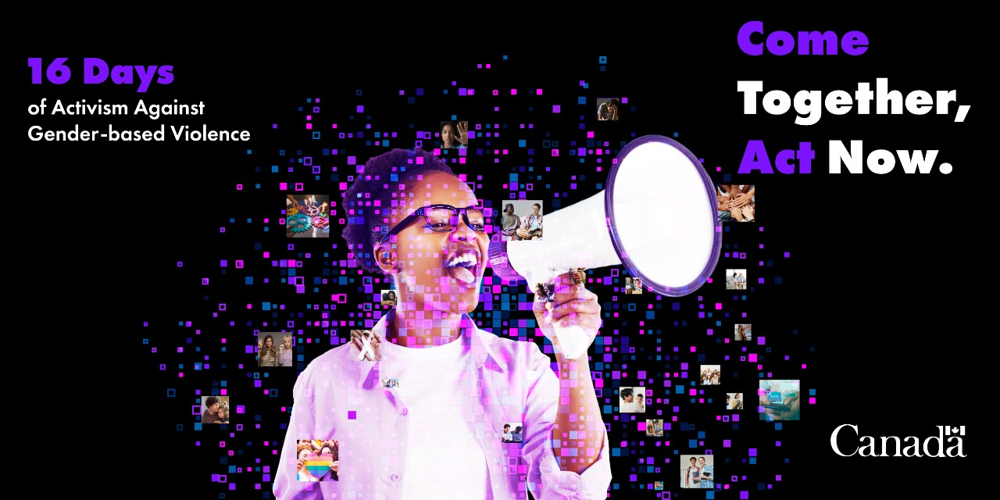 16 Days
of Activism Against
Gender-based Violence
Come
Together,
Act Now.
Canada